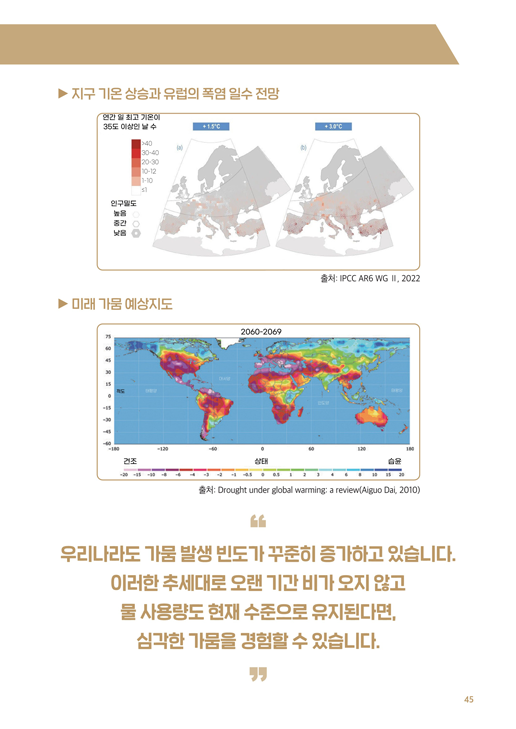 ▶ 지구 기온 상승과 유럽의 폭염 일수 전망
연간 일 최고 기온이
35도 이상인 날 수
+ 1.5°C
+ 3.0°C
(a)
(b)
>40
30-40
20-30
10-12
1-10
≤1
인구밀도
높음
중간
낮음
출처: IPCC AR6 WG Ⅱ, 2022
▶ 미래 가뭄 예상지도
2060-2069
75
60
45
30
15
0
−15
−30
−45
−60
−180 −120 −60 0 60 120 180
건조 상태 습윤
−20 −15 −10 −8 −6 −4 −3 −2 −1 −0.5 0 0.5 1 2 3 4 6 8 10 15 20
출처: Drought under global warming: a review(Aiguo Dai, 2010)
❝
우리나라도 가뭄 발생 빈도가 꾸준히 증가하고 있습니다.
이러한 추세대로 오랜 기간 비가 오지 않고
물 사용량도 현재 수준으로 유지된다면,
심각한 가뭄을 경험할 수 있습니다.
❞
45